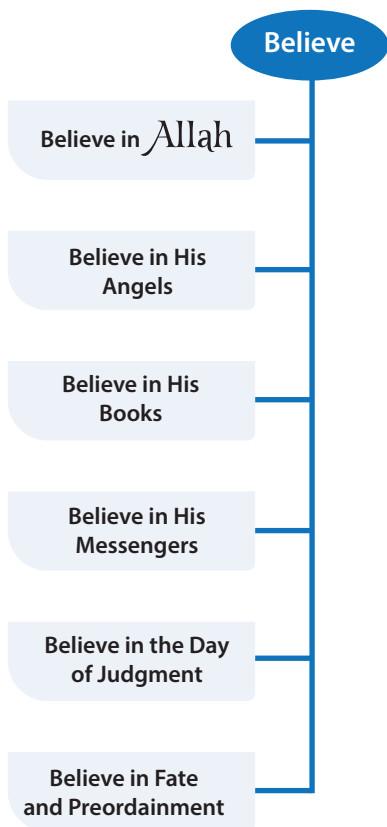 Believe
Believe in Allah
Believe in His
Angels
Believe in His
Books
Believe in His
Messengers
Believe in the Day
of Judgment
Believe in Fate
and Preordainment